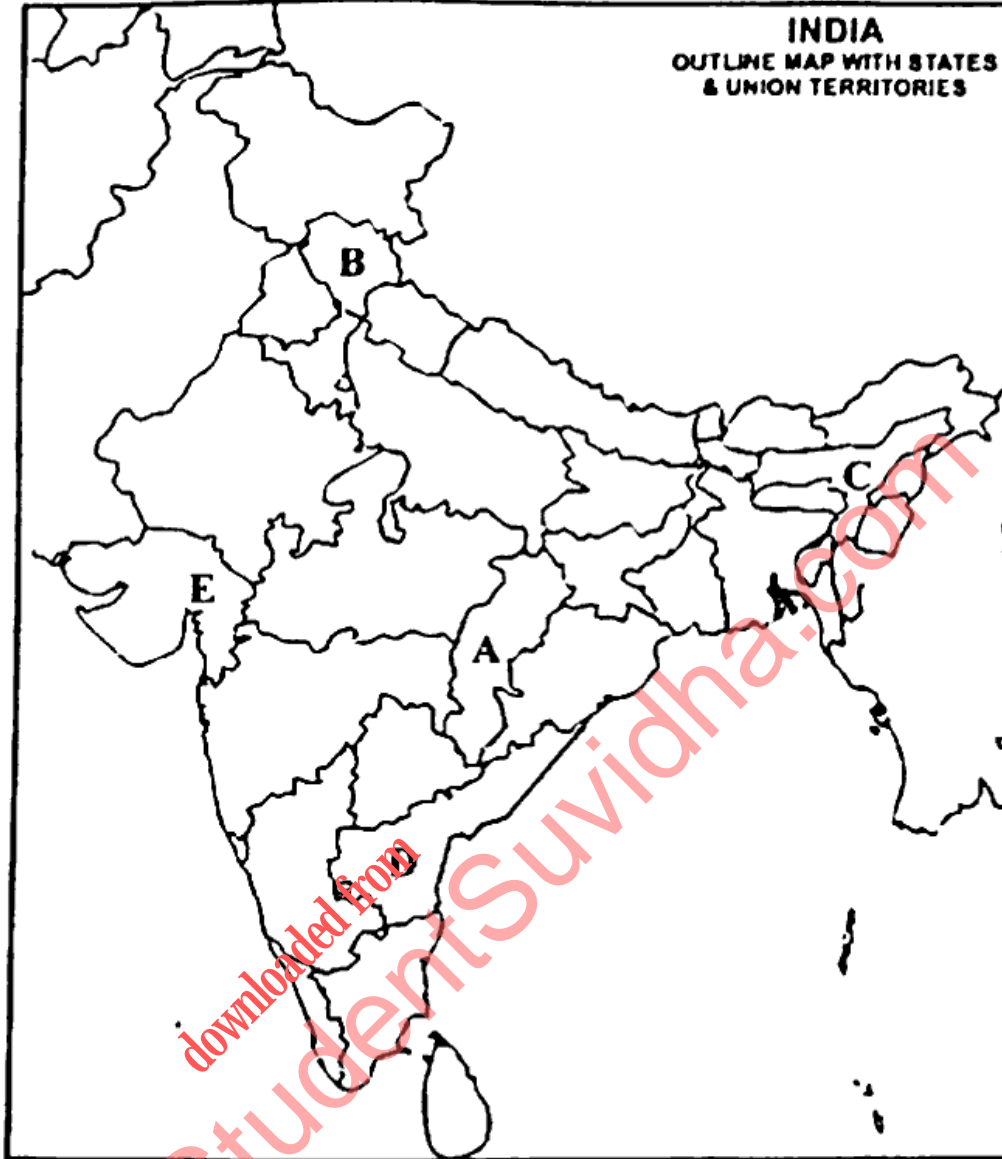 INDIA
OUTLINE MAP WITH STATES
& UNION TERRITORIES
B
C
E
A
D
downloaded from
StudentSuvidha.com